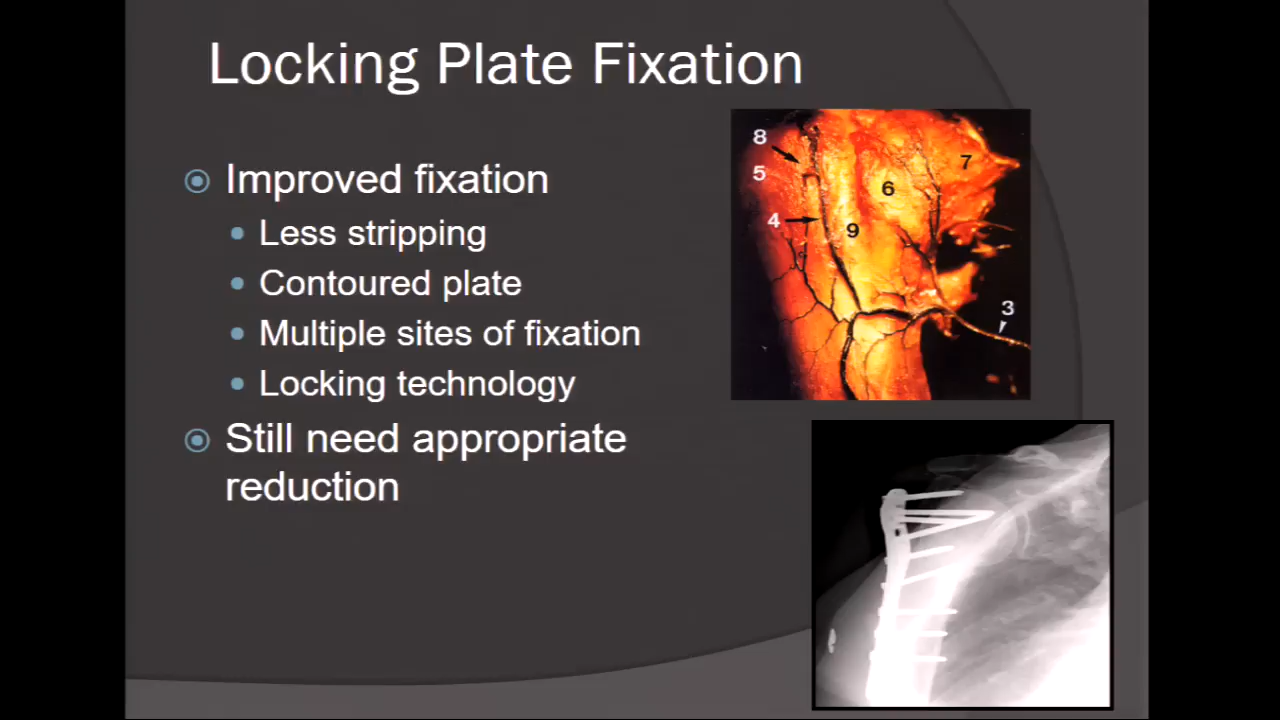 Locking Plate Fixation
Improved fixation
Less stripping
Contoured plate
Multiple sites of fixation
Locking technology
Still need appropriate
reduction
8
5
4
9
6
7
3